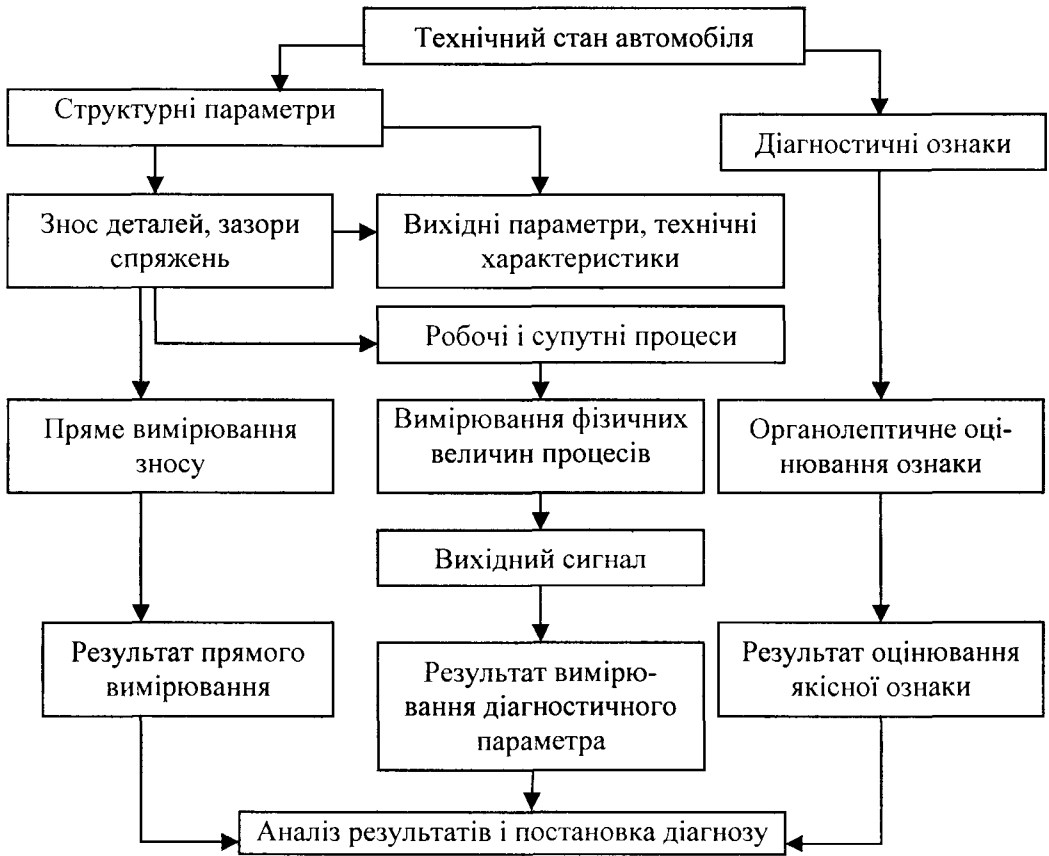 Технічний стан автомобіля
Структурні параметри
Діагностичні ознаки
Знос деталей, зазори
спряжень
Вихідні параметри, технічні
характеристики
Робочі і супутні процеси
Пряме вимірювання
зносу
Вимірювання фізичних
величин процесів
Органолептичне оці-
нювання ознаки
Вихідний сигнал
Результат прямого
вимірювання
Результат вимірю-
вання діагностичного
параметра
Результат оцінювання
якісної ознаки
Аналіз результатів і постановка діагнозу